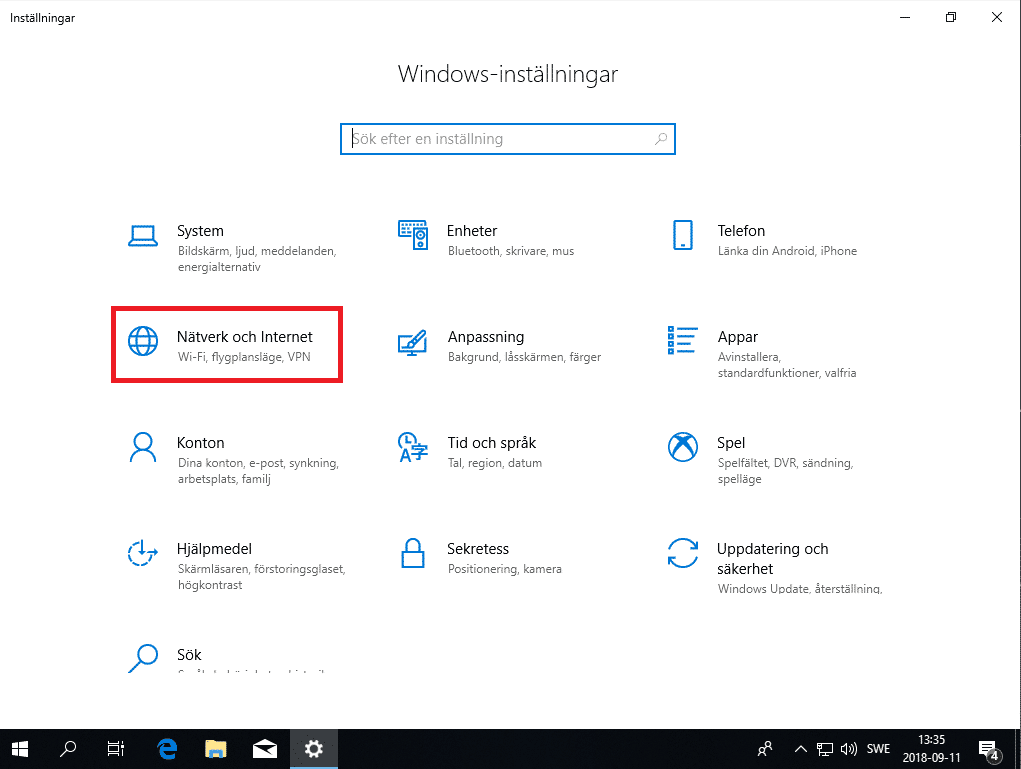 Inställningar
Windows-inställningar
Sök efter en inställning
System
Bildskärm, ljud, meddelanden,
energialternativ
Enheter
Bluetooth, skrivare, mus
Telefon
Länka din Android, iPhone
Nätverk och Internet
Wi-Fi, flygplansläge, VPN
Anpassning
Bakgrund, låsskärmen, färger
Appar
Avinstallera,
standardfunktioner, valfria
Konton
Dina konton, e-post, synkning,
arbetsplats, familj
Tid och språk
Tal, region, datum
Spel
Spelfältet, DVR, sändning,
spelläge
Hjälpmedel
Skärmläsaren, förstoringsglaset,
högkontrast
Sekretess
Positionering, kamera
Uppdatering och
säkerhet
Windows Update, återställning,
Sök
SWE
13:35
2018-09-11
4